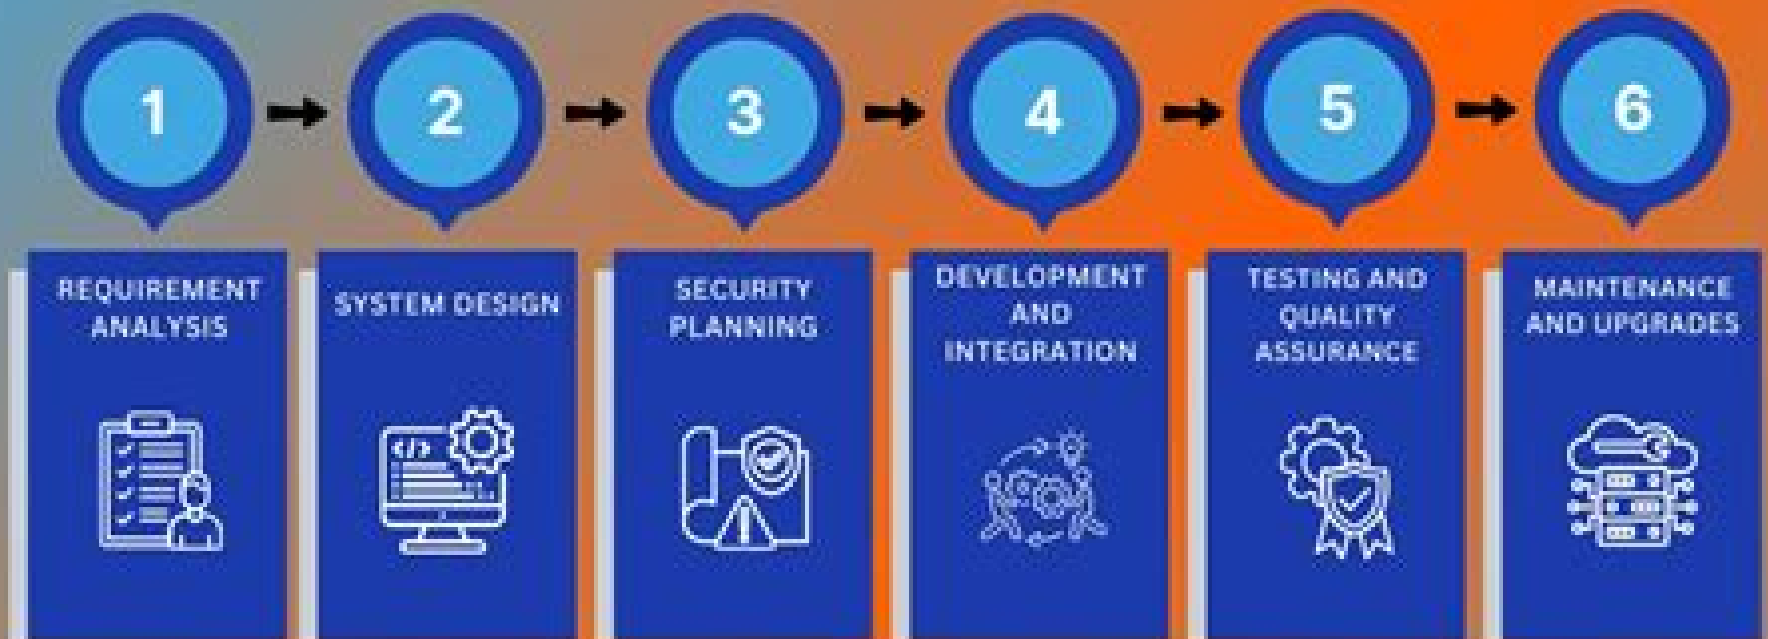 1
2
3
4
5
6
REQUIREMENT
ANALYSIS
SYSTEM DESIGN
SECURITY
PLANNING
DEVELOPMENT
AND
INTEGRATION
TESTING AND
QUALITY
ASSURANCE
MAINTENANCE
AND UPGRADES